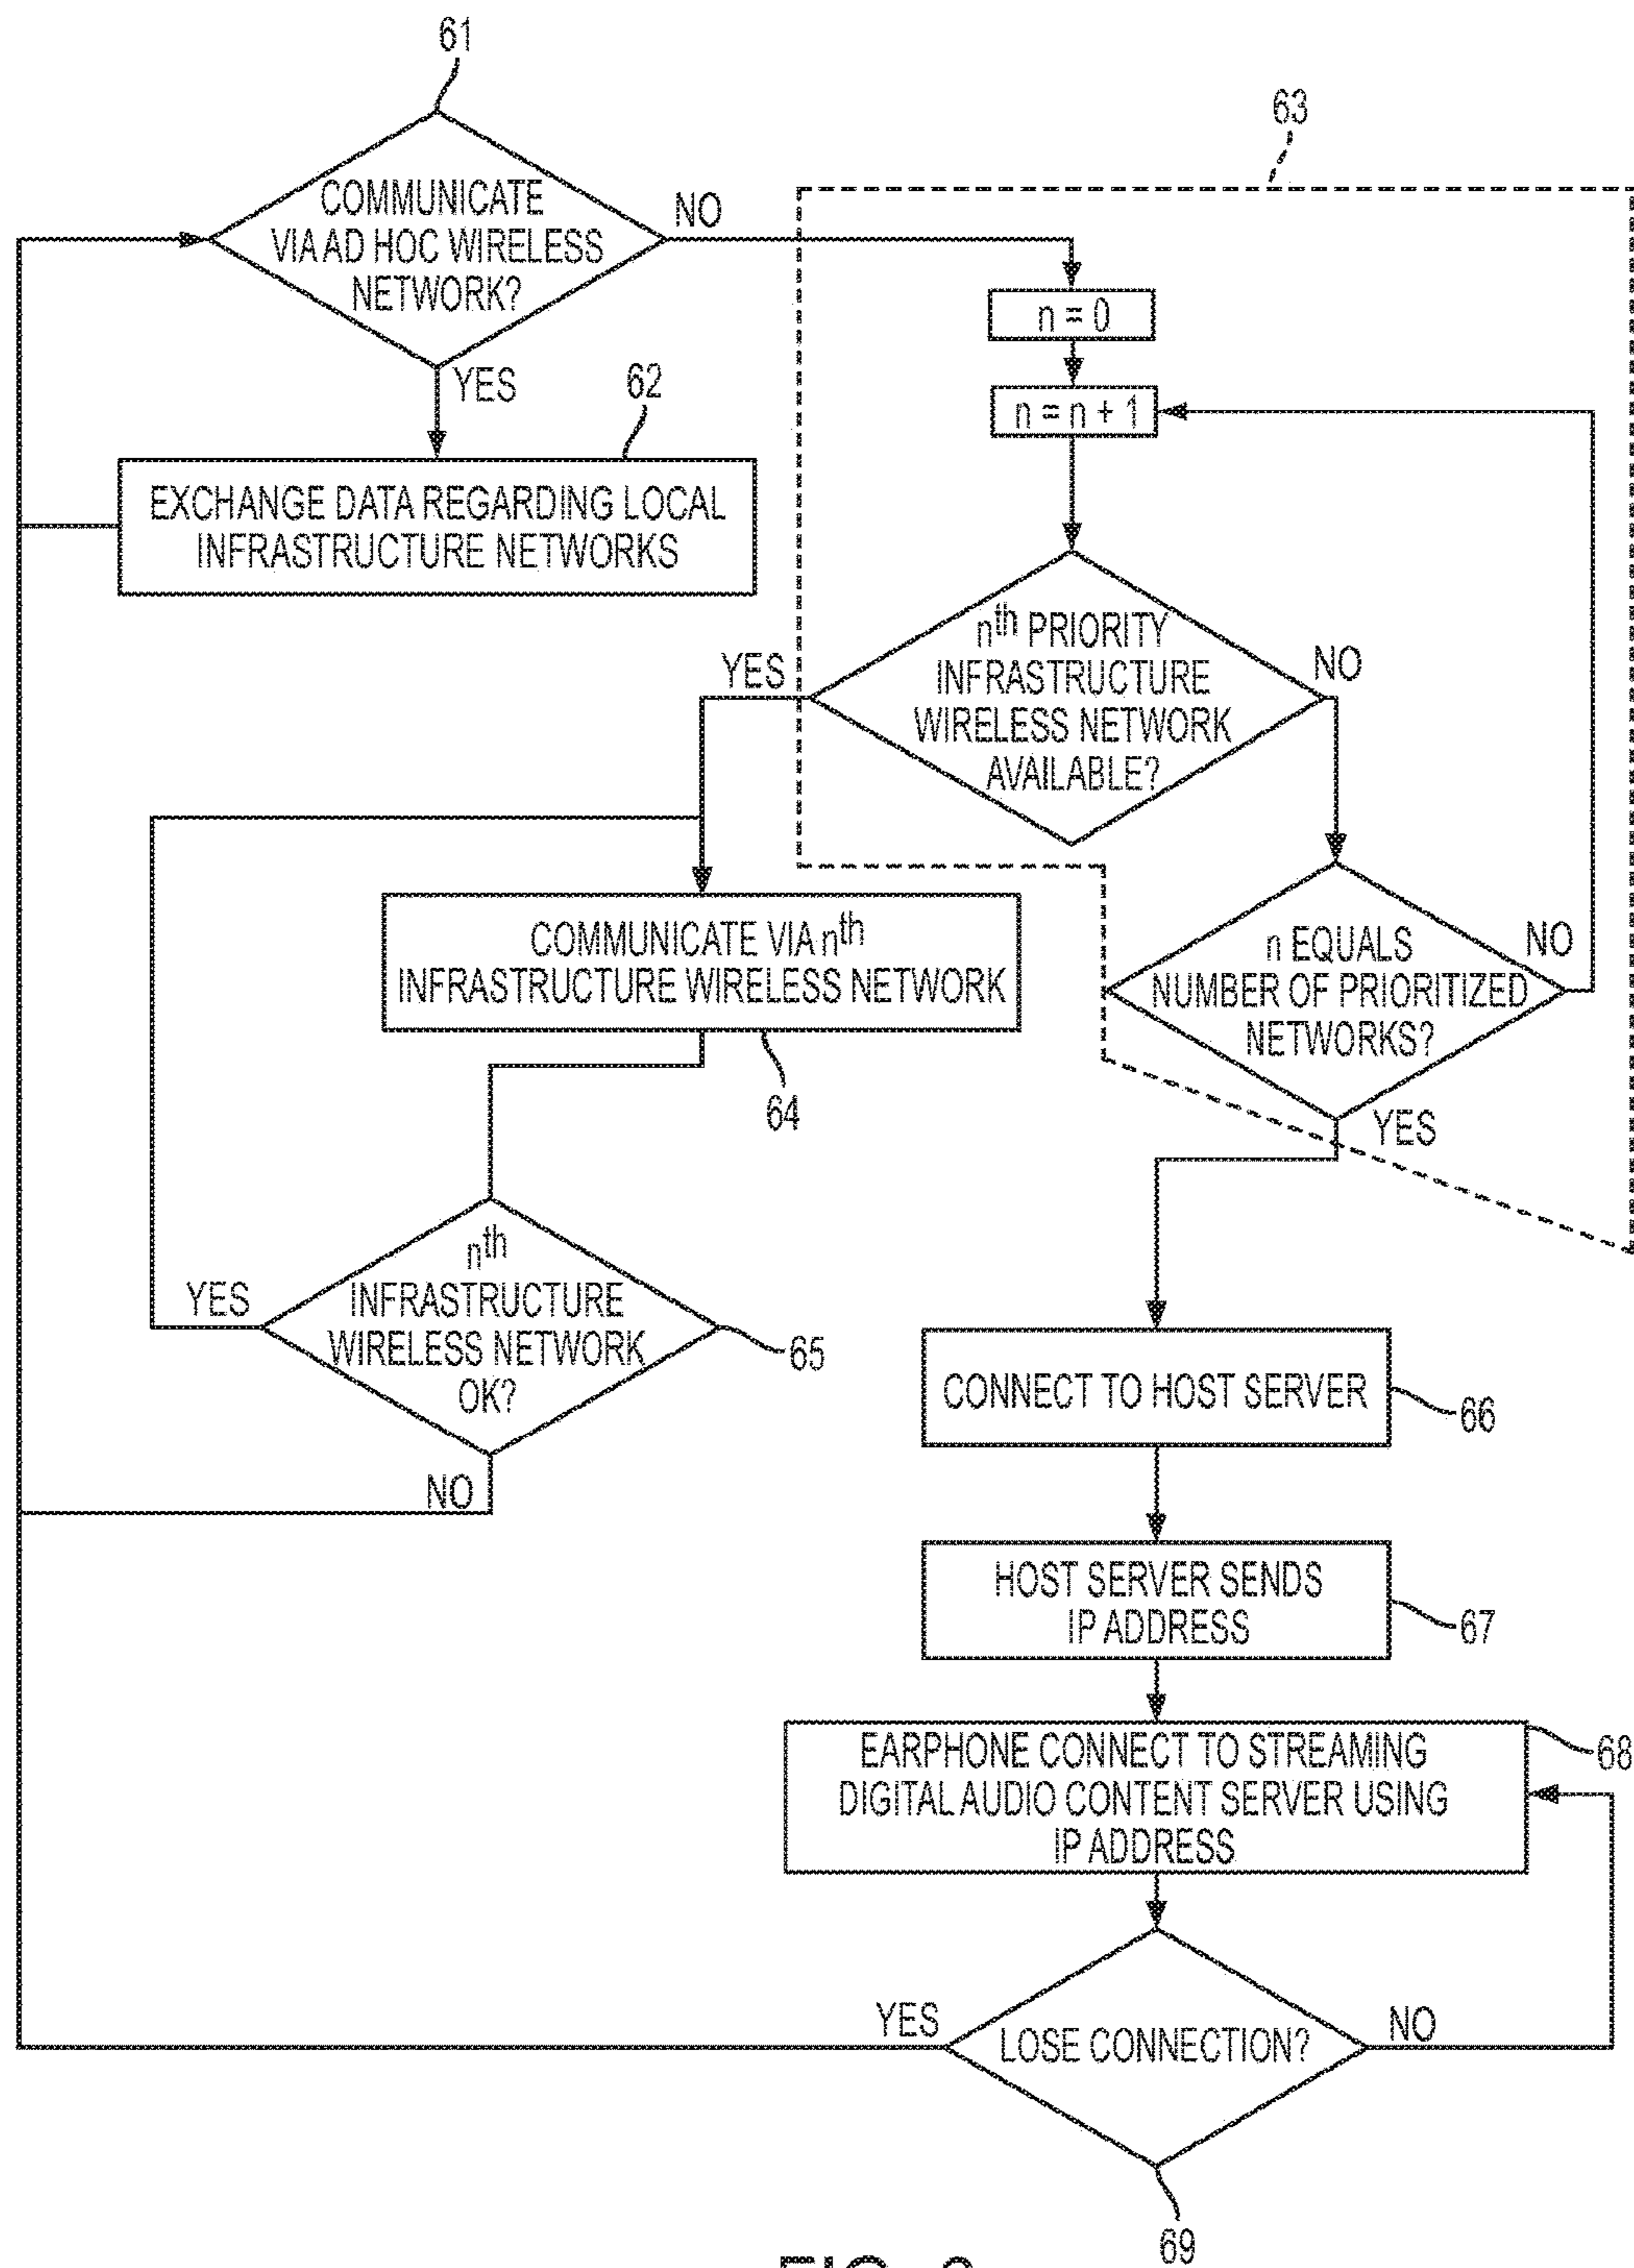 61
63
COMMUNICATE
VIA AD HOC WIRELESS
NETWORK?
NO
YES
n = 0
n = n + 1
62
EXCHANGE DATA REGARDING LOCAL
INFRASTRUCTURE NETWORKS
nth PRIORITY
INFRASTRUCTURE
WIRELESS NETWORK
AVAILABLE?
YES
NO
COMMUNICATE VIA nth
INFRASTRUCTURE WIRELESS NETWORK
64
n EQUALS
NUMBER OF PRIORITIZED
NETWORKS?
NO
YES
nth
INFRASTRUCTURE
WIRELESS NETWORK
OK?
YES
65
NO
CONNECT TO HOST SERVER
66
HOST SERVER SENDS
IP ADDRESS
67
EARPHONE CONNECT TO STREAMING
DIGITAL AUDIO CONTENT SERVER USING
IP ADDRESS
68
LOSE CONNECTION?
YES
NO
69
FIG.